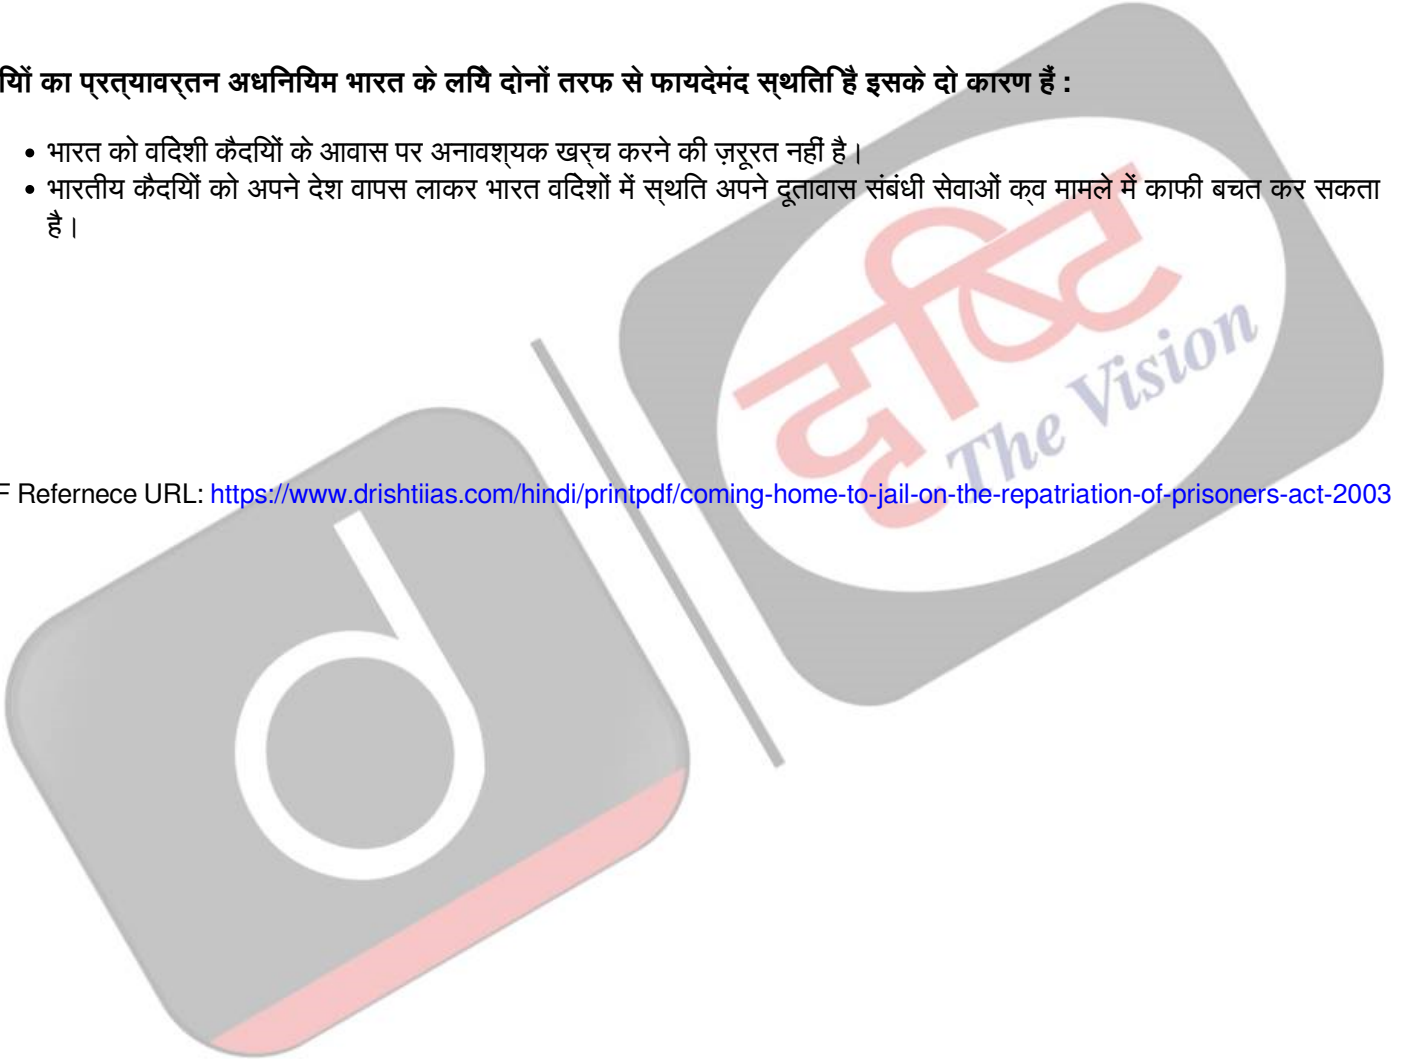 यों का प्रत्यावर्तन अधिनियिम भारत के लिये दोनों तरफ से फायदेमंद स्थिति है इसके दो कारण हैं :
• भारत को विदेशी कैदियों के आवास पर अनावश्यक खर्च करने की ज़रूरत नहीं है।
• भारतीय कैदियों को अपने देश वापस लाकर भारत विदेशों में स्थित अपने दूतावास संबंधी सेवाओं क्व मामले में काफी बचत कर सकता
है।
दृष्टि
The Vision
F Refernece URL: https://www.drishtiias.com/hindi/printpdf/coming-home-to-jail-on-the-repatriation-of-prisoners-act-2003
d